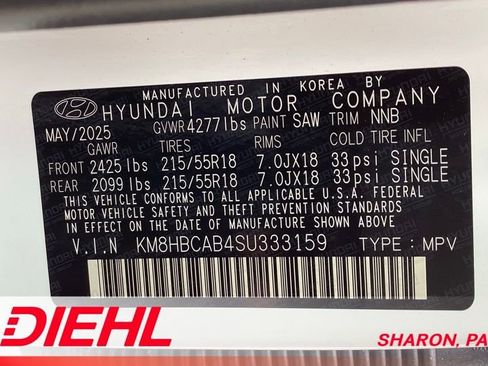 MANUFACTURED IN KOREA BY
HYUNDAI MOTOR COMPANY
MAY/2025 GVWR4277lbs PAINT SAW TRIM NNB
GAWR TIRES RIMS COLD TIRE INFL
FRONT 2425lbs 215/55R18 7.0JX18 33psi SINGLE
REAR 2099lbs 215/55R18 7.0JX18 33psi SINGLE
THIS VEHICLE CONFORMS TO ALL APPLICABLE U.S.A. FEDERAL
MOTOR VEHICLE SAFETY, BUMPER, AND THEFT PREVENTION
STANDARDS IN EFFECT ON THE DATE OF MANUFACTURE SHOWN ABOVE
V.I.N KM8HBCAB4SU333159 TYPE : MPV
DIEHL
SHARON, PA